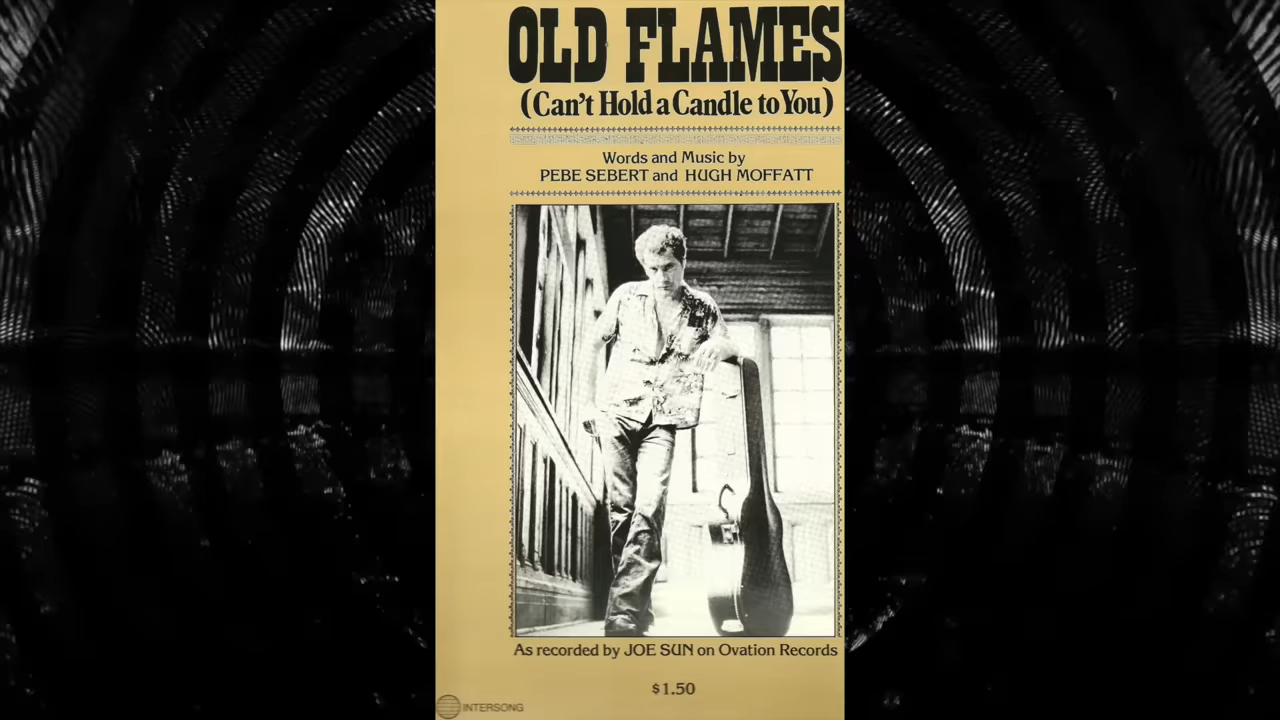 OLD FLAMES
(Can't Hold a Candle to You)
Words and Music by
PEBE SEBERT and HUGH MOFFATT
As recorded by JOE SUN on Ovation Records
$1.50
INTERSONG